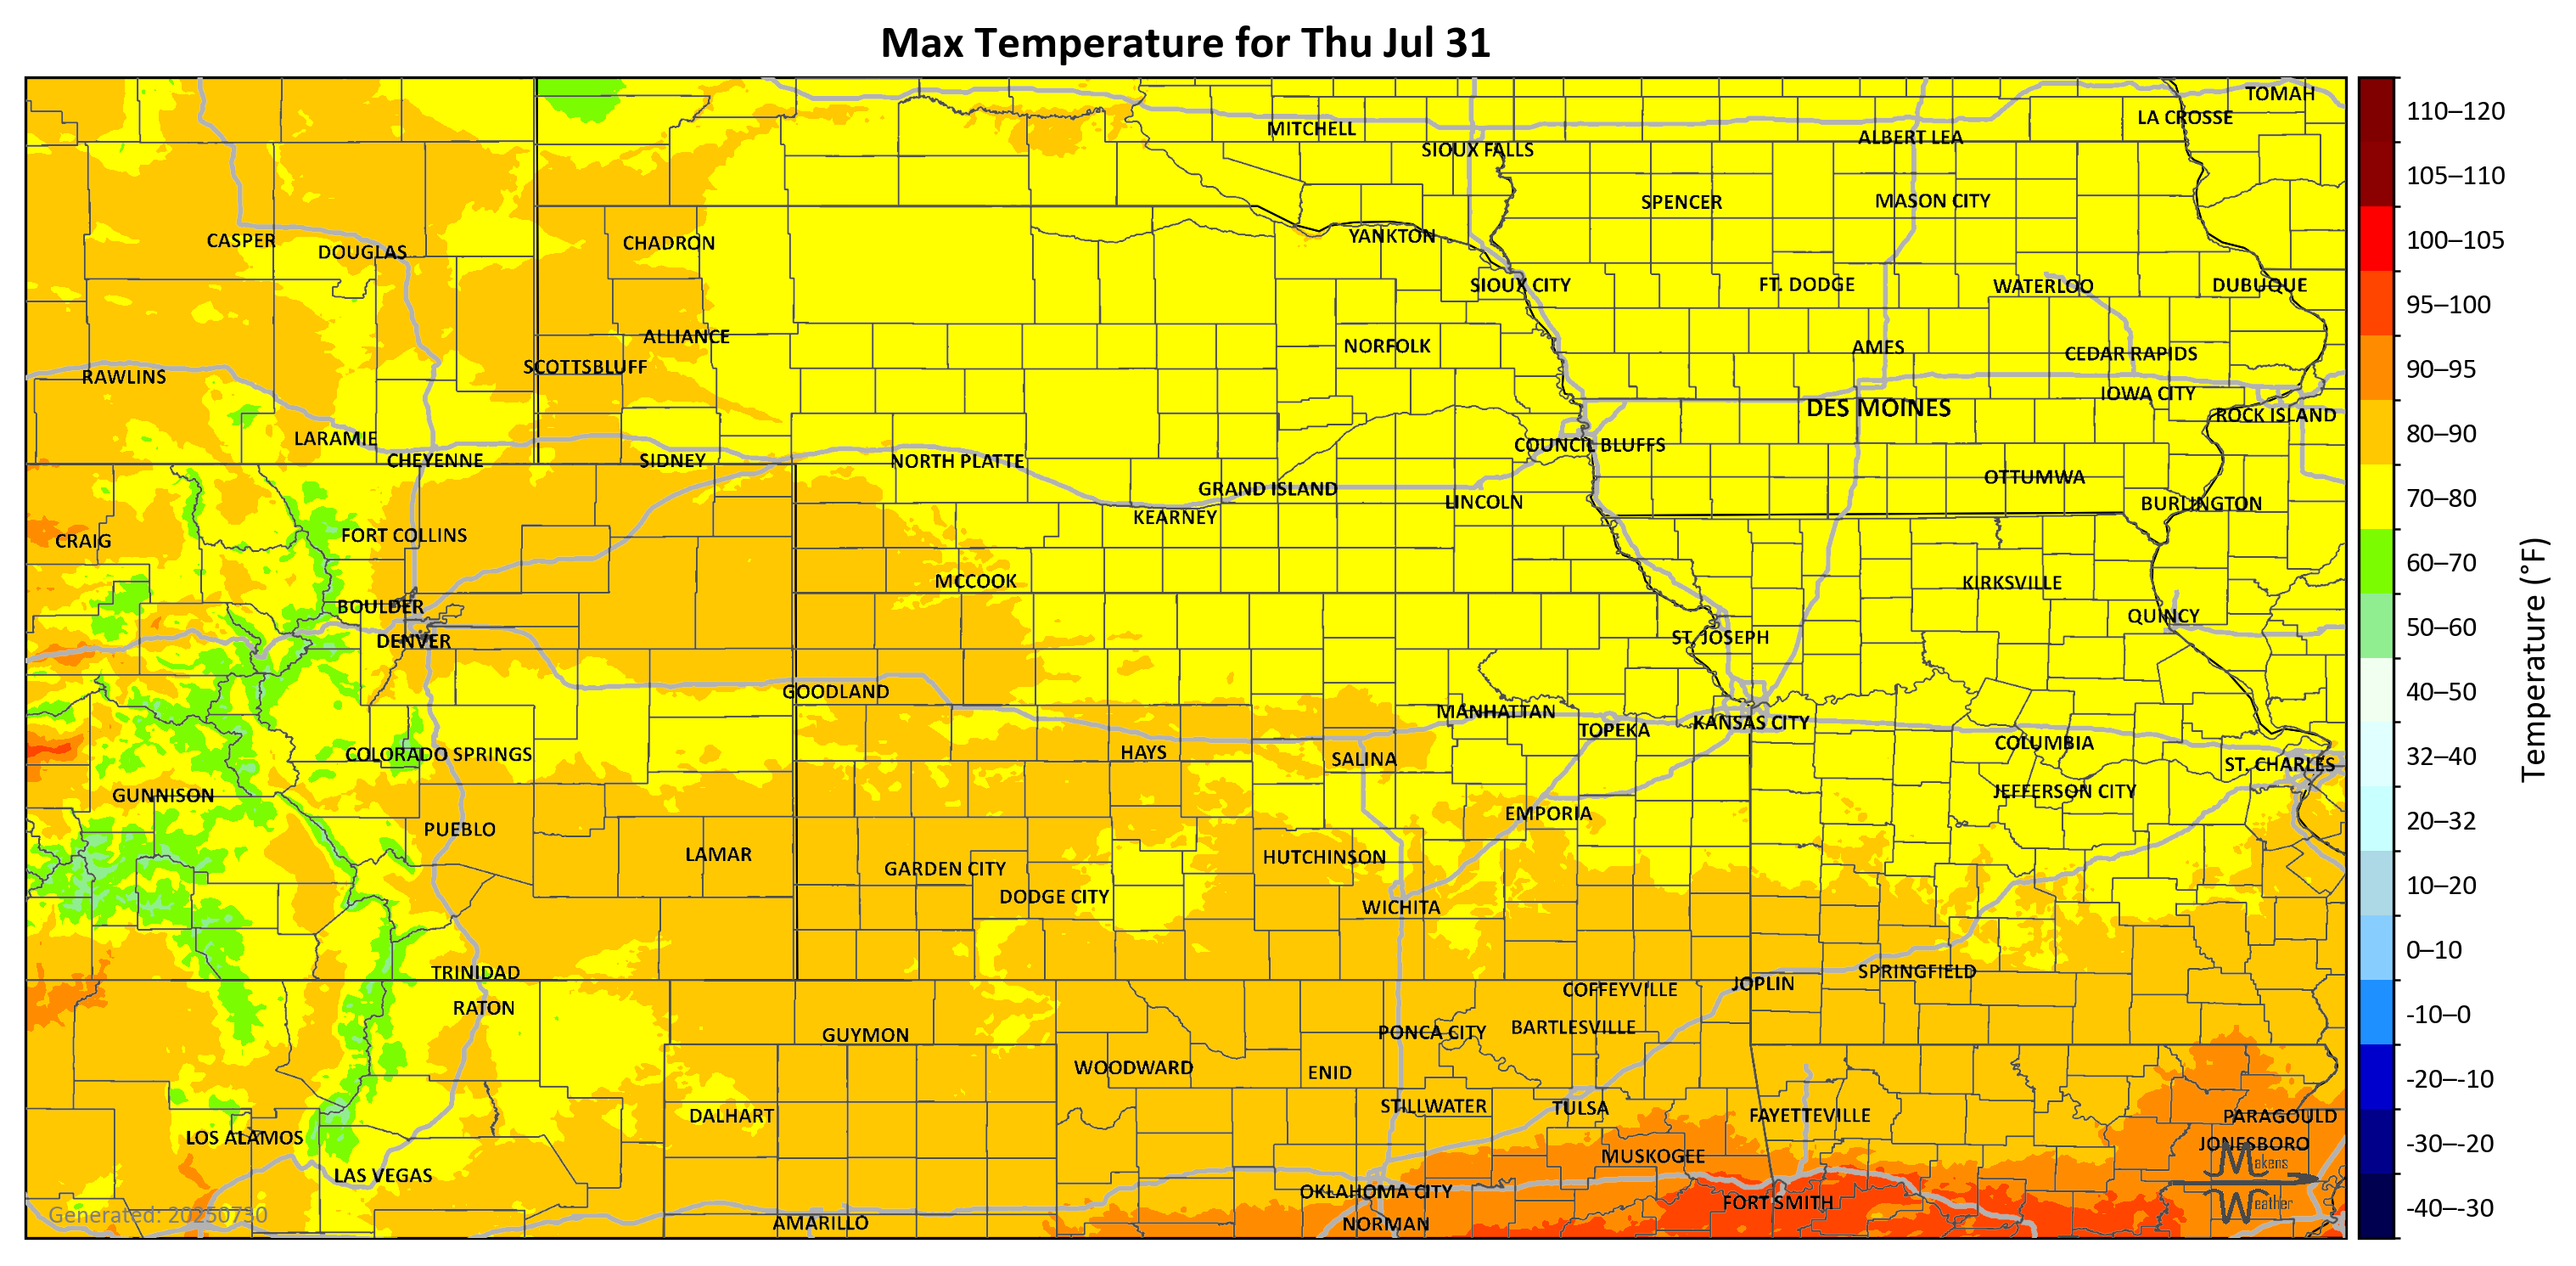 Max Temperature for Thu Jul 31
TOMAH
LA CROSSE
MITCHELL
ALBERT LEA
SIOUX FALLS
SPENCER
MASON CITY
CASPER
DOUGLAS
CHADRON
YANKTON
SIOUX CITY
FT. DODGE
WATERLOO
DUBUQUE
ALLIANCE
NORFOLK
AMES
CEDAR RAPIDS
SCOTTSBLUFF
RAWLINS
IOWA CITY
DES MOINES
ROCK ISLAND
LARAMIE
COUNCIL BLUFFS
CHEYENNE
SIDNEY
NORTH PLATTE
OTTUMWA
GRAND ISLAND
LINCOLN
BURLINGTON
KEARNEY
FORT COLLINS
CRAIG
MCCOOK
KIRKSVILLE
BOULDER
QUINCY
DENVER
ST. JOSEPH
GOODLAND
MANHATTAN
KANSAS CITY
TOPEKA
COLUMBIA
COLORADO SPRINGS
HAYS
SALINA
ST. CHARLES
GUNNISON
JEFFERSON CITY
EMPORIA
PUEBLO
LAMAR
HUTCHINSON
GARDEN CITY
DODGE CITY
WICHITA
TRINIDAD
SPRINGFIELD
JOPLIN
COFFEYVILLE
RATON
GUYMON
PONCA CITY
BARTLESVILLE
WOODWARD
ENID
STILLWATER
TULSA
DALHART
FAYETTEVILLE
PARAGOULD
LOS ALAMOS
JONESBORO
MUSKOGEE
Makens
LAS VEGAS
OKLAHOMA CITY
FORT SMITH
Weather
Generated: 20250730
AMARILLO
NORMAN
110–120
105–110
100–105
95–100
90–95
80–90
70–80
60–70
50–60
40–50
32–40
20–32
10–20
0–10
-10–0
-20–-10
-30–-20
-40–-30
Temperature (°F)